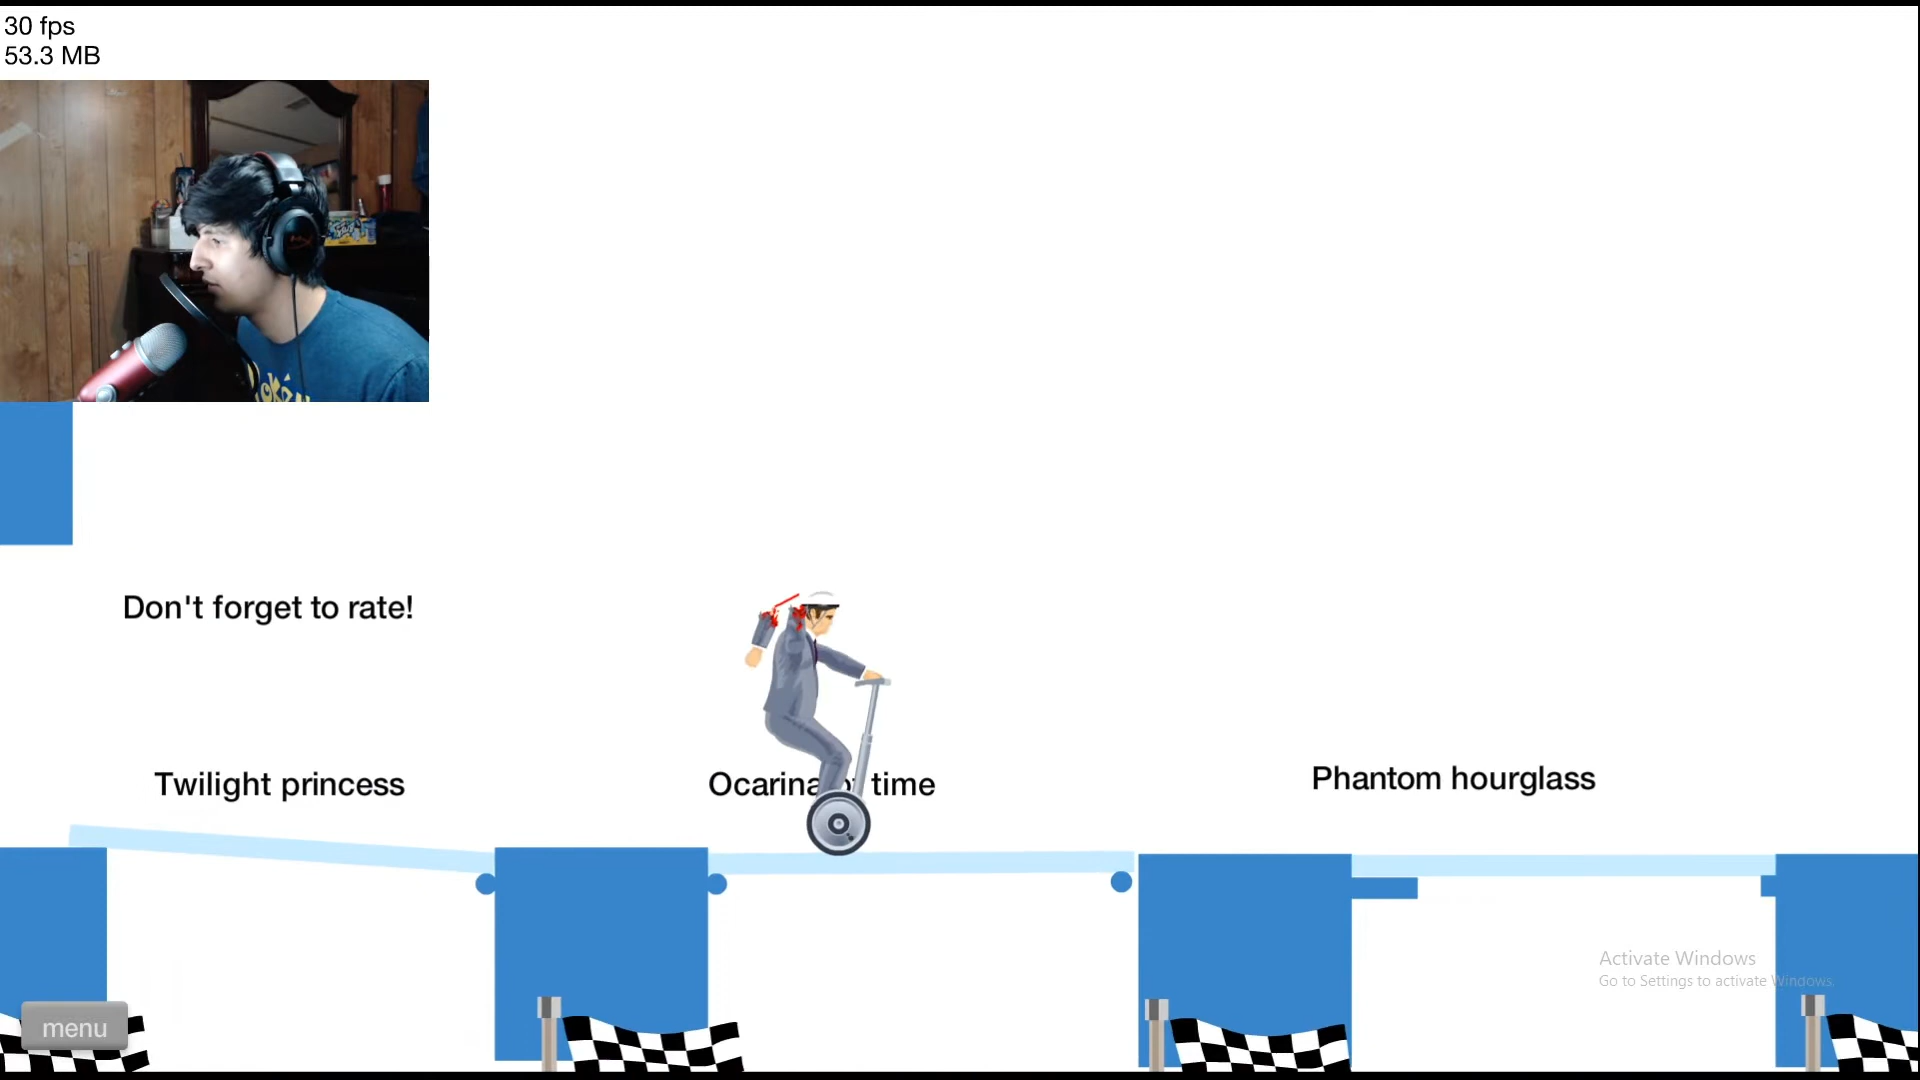 30 fps
53.3 MB
Don't forget to rate!
Twilight princess
Ocarina time
Phantom hourglass
Activate Windows
Go to Settings to activate Windows.
menu